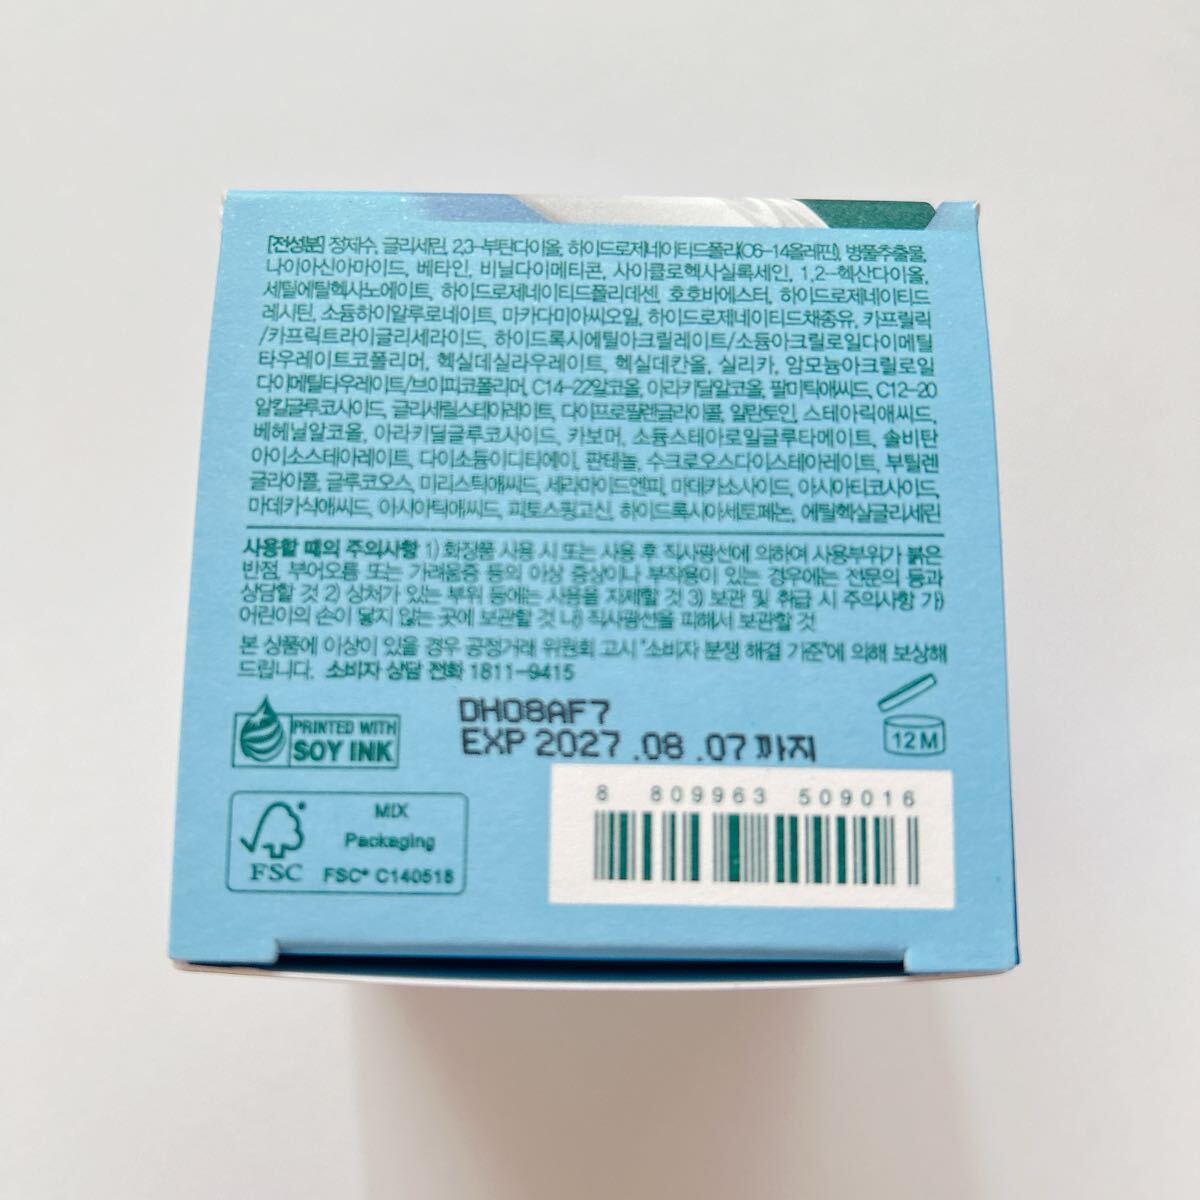 [전성분] 정제수, 글리세린, 2,3-부탄다이올, 하이드로제네이티드폴리(C6-14올레핀), 병풀추출물,
나이아신아마이드, 베타인, 비닐다이메티콘, 사이클로헥사실록세인, 1,2-헥산다이올,
세틸에틸헥사노에이트, 하이드로제네이티드폴리데센, 호호바에스터, 하이드로제네이티드
레시틴, 소듐하이알루로네이트, 마카다미아씨오일, 하이드로제네이티드채종유, 카프릴릭
/카프릭트라이글리세라이드, 하이드록시에틸아크릴레이트/소듐아크릴로일다이메틸
타우레이트코폴리머, 헥실데실라우레이트, 헥실데칸올, 실리카, 암모늄아크릴로일
다이메틸타우레이트/브이피코폴리머, C14-22알코올, 아라키딜알코올, 팔미틱애씨드, C12-20
알킬글루코사이드, 글리세릴스테아레이트, 다이프로필렌글라이콜, 알란토인, 스테아릭애씨드,
베헤닐알코올, 아라키딜글루코사이드, 카보머, 소듐스테아로일글루타메이트, 솔비탄
아이소스테아레이트, 다이소듐이디티에이, 판테놀, 수크로오스다이스테아레이트, 부틸렌
글라이콜, 글루코오스, 미리스틱애씨드, 세라마이드엔피, 마데카소사이드, 아시아티코사이드,
마데카식애씨드, 아시아틱애씨드, 피토스핑고신, 하이드록시아세토페논, 에틸헥실글리세린
사용할 때의 주의사항 1) 화장품 사용 시 또는 사용 후 직사광선에 의하여 사용부위가 붉은
반점, 부어오름 또는 가려움증 등의 이상 증상이나 부작용이 있는 경우에는 전문의 등과
상담할 것 2) 상처가 있는 부위 등에는 사용을 자제할 것 3) 보관 및 취급 시 주의사항 가)
어린이의 손이 닿지 않는 곳에 보관할 것 나) 직사광선을 피해서 보관할 것
본 상품에 이상이 있을 경우 공정거래 위원회 고시 "소비자 분쟁 해결 기준"에 의해 보상해
드립니다. 소비자 상담 전화 1811-9415
PRINTED WITH
SOY INK
DH08AF7
EXP 2027 .08 .07 까지
12M
8 809963 509016
MIX
Packaging
FSC
FSC® C140518